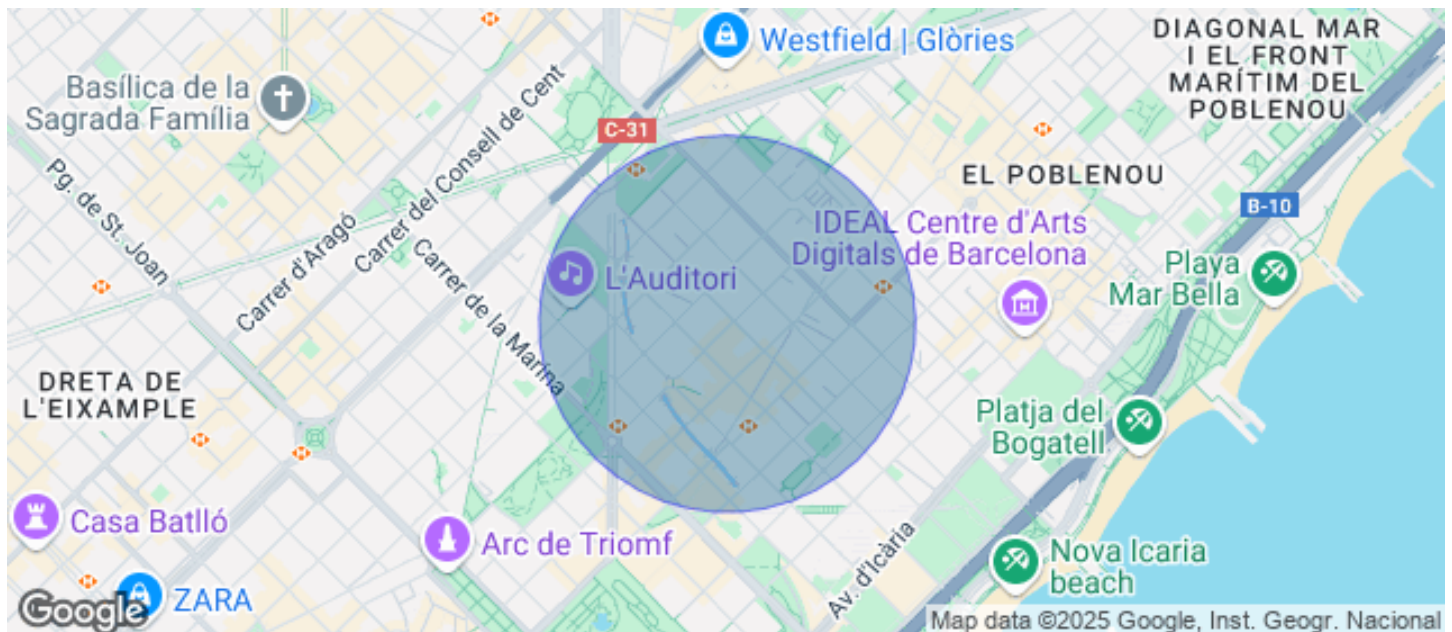 DIAGONAL MAR
I EL FRONT
MARÍTIM DEL
POBLENOU
Westfield | Glòries
Basílica de la
Sagrada Família
Carrer del Consell de Cent
C-31
Pg. de St. Joan
EL POBLENOU
B-10
Carrer d'Aragó
IDEAL Centre d'Arts
Digitals de Barcelona
L'Auditori
Playa
Mar Bella
Carrer de la Marina
DRETA DE
L'EIXAMPLE
Platja del
Bogatell
Casa Batlló
Arc de Triomf
Nova Icaria
beach
Av. d'Icària
ZARA
Google
Map data ©2025 Google, Inst. Geogr. Nacional